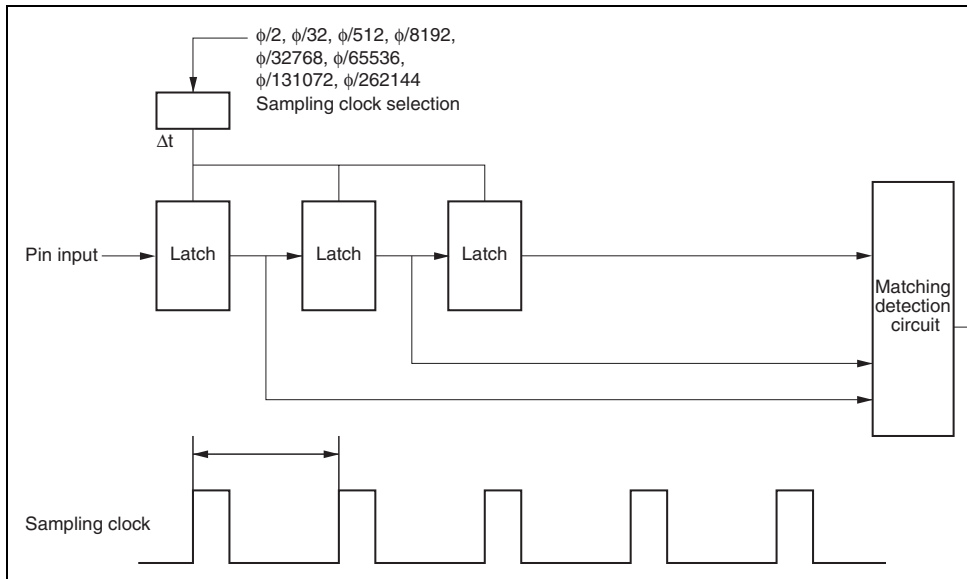 ϕ/2, ϕ/32, ϕ/512, ϕ/8192,
ϕ/32768, ϕ/65536,
ϕ/131072, ϕ/262144
Sampling clock selection
Δt
Pin input
Latch
Latch
Latch
Matching
detection
circuit
Sampling clock